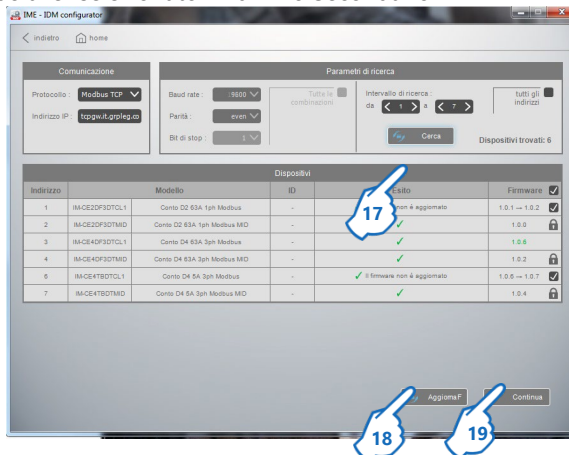 IME - IDM configurator
indietro home
Comunicazione
Protocollo : Modbus TCP
Indirizzo IP : tcpgw.it.grpleg.co
Parametri di ricerca
Baud rate : :9600
Parità : even
Bit di stop : 1
Tutte le combinazioni
Intervallo di ricerca :
da < 1 > a < 7 >
tutti gli indirizzi
Cerca
Dispositivi trovati: 6
Dispositivi
Indirizzo Modello ID Esito Firmware
1 IM-CE2DF3DTCL1 Conto D2 63A 1ph Modbus - non é aggiornato 1.0.1 → 1.0.2
2 IM-CE2DF3DTMID Conto D2 63A 1ph Modbus MID - ✓ 1.0.0
3 IM-CE4DF3DTCL1 Conto D4 63A 3ph Modbus - ✓ 1.0.6
4 IM-CE4DF3DTMID Conto D4 63A 3ph Modbus MID - ✓ 1.0.2
6 IM-CE4TBDTCL1 Conto D4 5A 3ph Modbus - ✓ Il firmware non é aggiornato 1.0.6 → 1.0.7
7 IM-CE4TBDTMID Conto D4 5A 3ph Modbus MID - ✓ 1.0.4
17
Aggiorna F
Continua
18
19